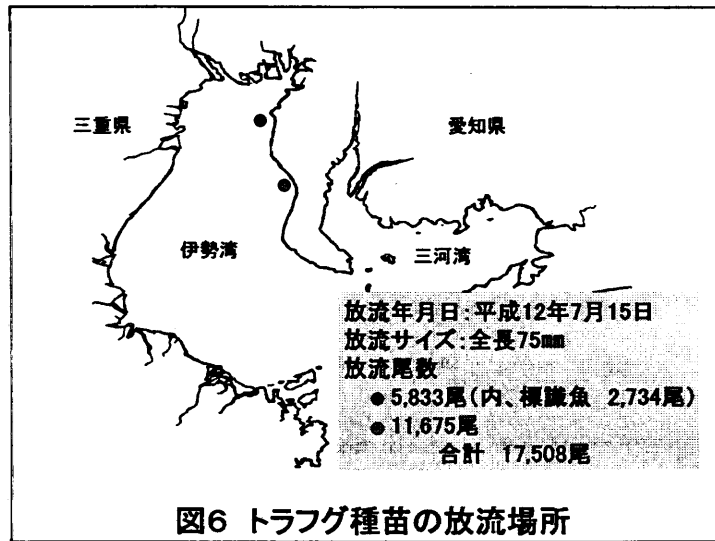 三重県
愛知県
伊勢湾
三河湾
放流年月日:平成12年7月15日
放流サイズ:全長75mm
放流尾数
●5,833尾(内、標識魚 2,734尾)
●11,675尾
合計 17,508尾
図6 トラフグ種苗の放流場所